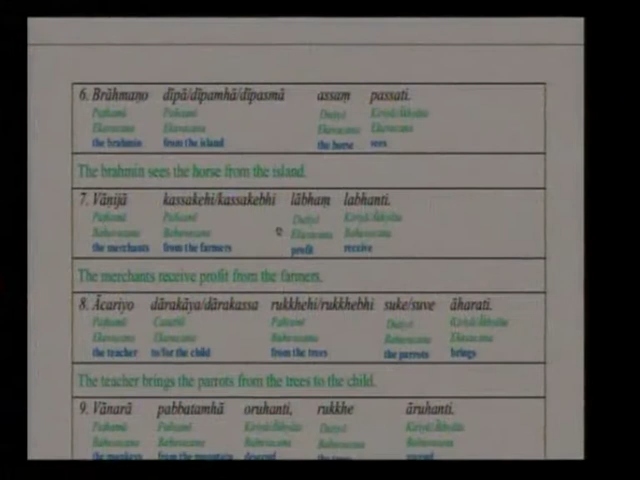 6. Brāhmaṇo dīpā/dīpamhā/dīpasmā assaṃ passati.
Paṭhamā Pañcamī Dutiyā Kiriyā/Ākhyāta
Ekavacana Ekavacana Ekavacana
the brahmin from the island the horse sees
The brahmin sees the horse from the island.
7. Vāṇijā kassakehi/kassakebhi lābhaṃ labhanti.
Paṭhamā Pañcamī Dutiyā Kiriyā/Ākhyāta
Bahuvacana Bahuvacana Ekavacana Bahuvacana
the merchants from the farmers profit receive
The merchants receive profit from the farmers.
8. Ācariyo dārakāya/dārakassa rukkhehi/rukkhebhi suke/suve āharati.
Paṭhamā Catutthī Pañcamī Dutiyā Kiriyā/Ākhyāta
Ekavacana Ekavacana Bahuvacana Bahuvacana Ekavacana
the teacher to/for the child from the trees the parrots brings
The teacher brings the parrots from the trees to the child.
9. Vānarā pabbatamhā oruhanti, rukkhe āruhanti.
Paṭhamā Pañcamī Kiriyā/Ākhyāta Dutiyā Kiriyā/Ākhyāta
Bahuvacana Bahuvacana Bahuvacana Bahuvacana
the monkeys from the mountain descend